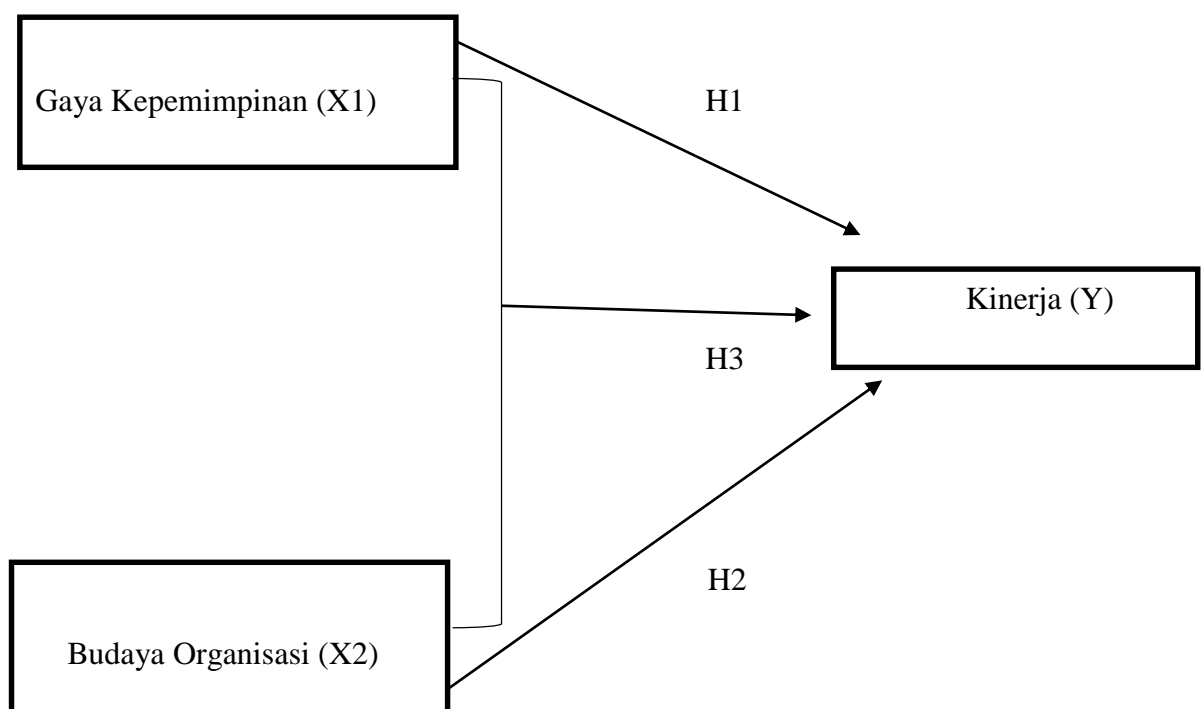 Gaya Kepemimpinan (X1)
H1
Kinerja (Y)
H3
H2
Budaya Organisasi (X2)